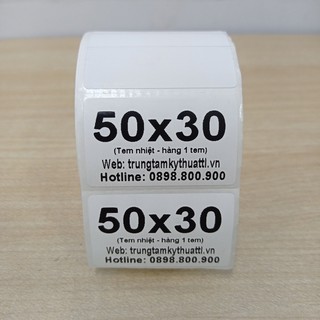 50x30
(Tem nhiệt - hàng 1 tem)
Web: trungtamkythuattl.vn
Hotline: 0898.800.900
50x30
(Tem nhiệt - hàng 1 tem)
Web: trungtamkythuattl.vn
Hotline: 0898.800.900